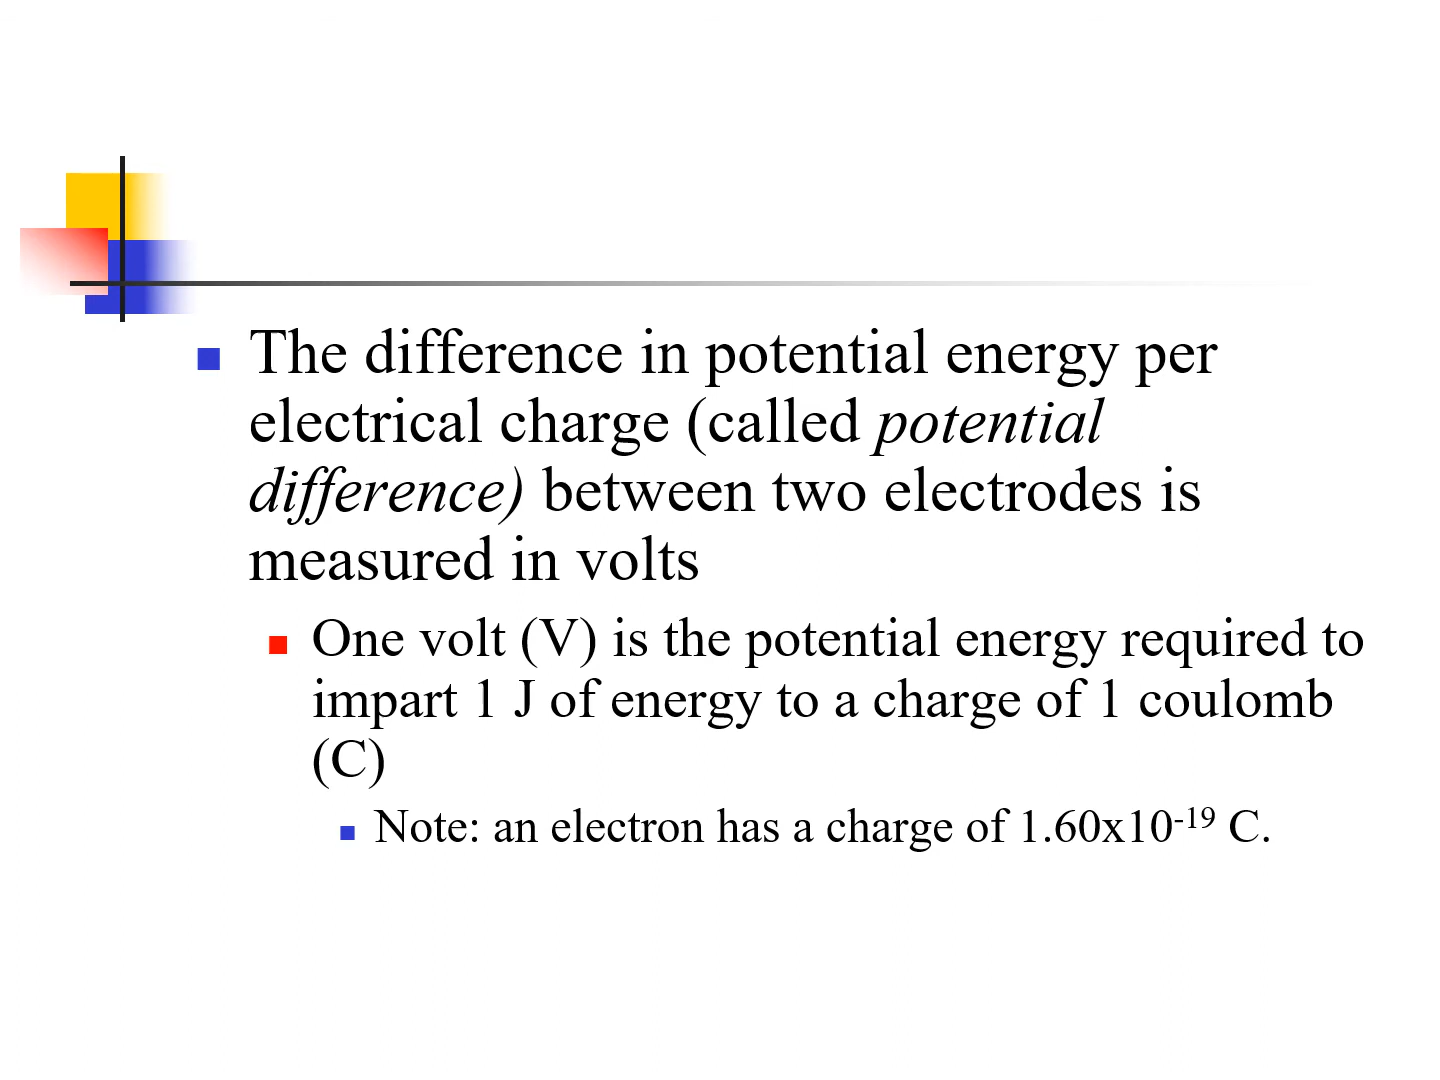 The difference in potential energy per
electrical charge (called potential
difference) between two electrodes is
measured in volts
One volt (V) is the potential energy required to
impart 1 J of energy to a charge of 1 coulomb
(C)
Note: an electron has a charge of 1.60x10⁻¹⁹ C.